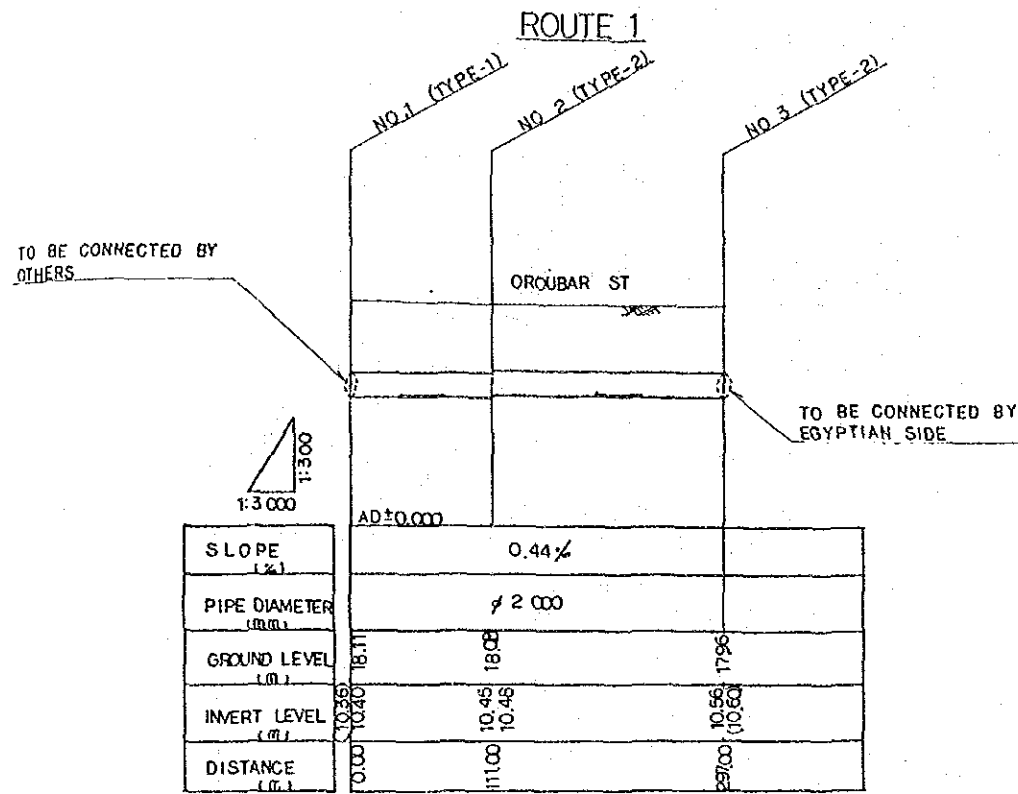 ROUTE 1
NO.1 (TYPE-1)
NO 2 (TYPE-2)
NO 3 (TYPE-2)
TO BE CONNECTED BY
OTHERS
OROUBAR ST
TO BE CONNECTED BY
EGYPTIAN SIDE
1:300
1:3 000
AD±0.000
SLOPE
(‰)
0.44‰
PIPE DIAMETER
(mm)
ø 2 000
GROUND LEVEL
(m)
18.11
18.08
17.96
INVERT LEVEL
(m)
(10.36)
10.40
10.45
10.46
10.56
(10.60)
DISTANCE
(m)
0.00
111.00
297.00